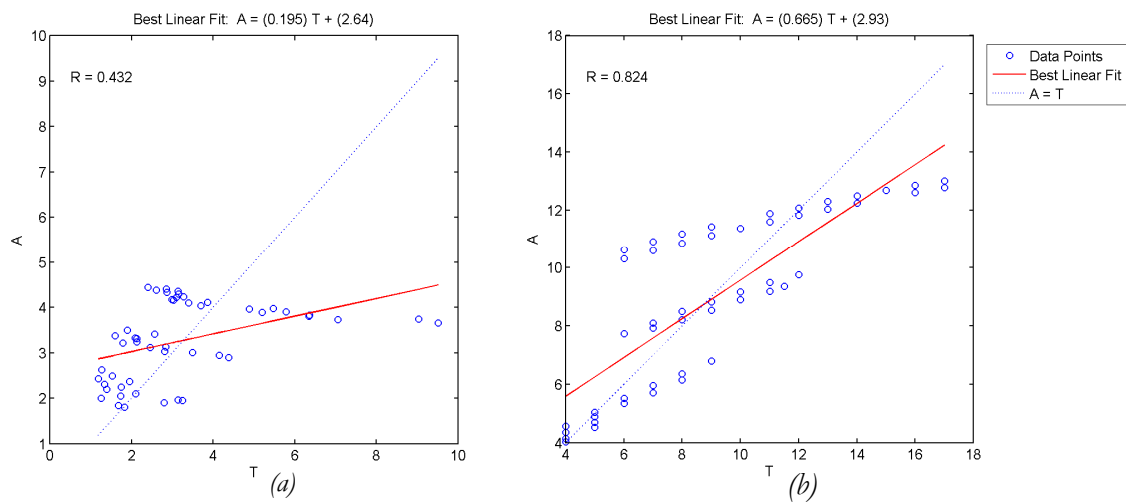 Best Linear Fit: A = (0.195) T + (2.64)
10
9
8
7
6
5
4
3
2
1
R = 0.432
A
0 2 4 6 8 10
T
(a)
Best Linear Fit: A = (0.665) T + (2.93)
18
16
14
12
10
8
6
4
R = 0.824
A
4 6 8 10 12 14 16 18
T
(b)
Data Points
Best Linear Fit
A = T